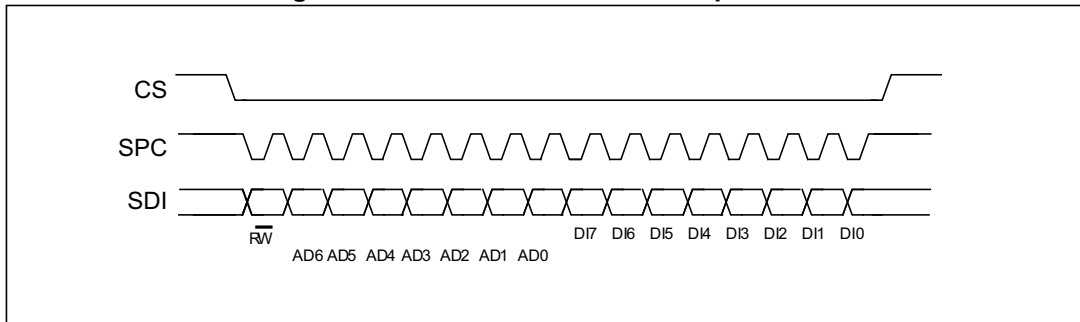 CS
SPC
SDI
RW
DI7 DI6 DI5 DI4 DI3 DI2 DI1 DI0
AD6 AD5 AD4 AD3 AD2 AD1 AD0